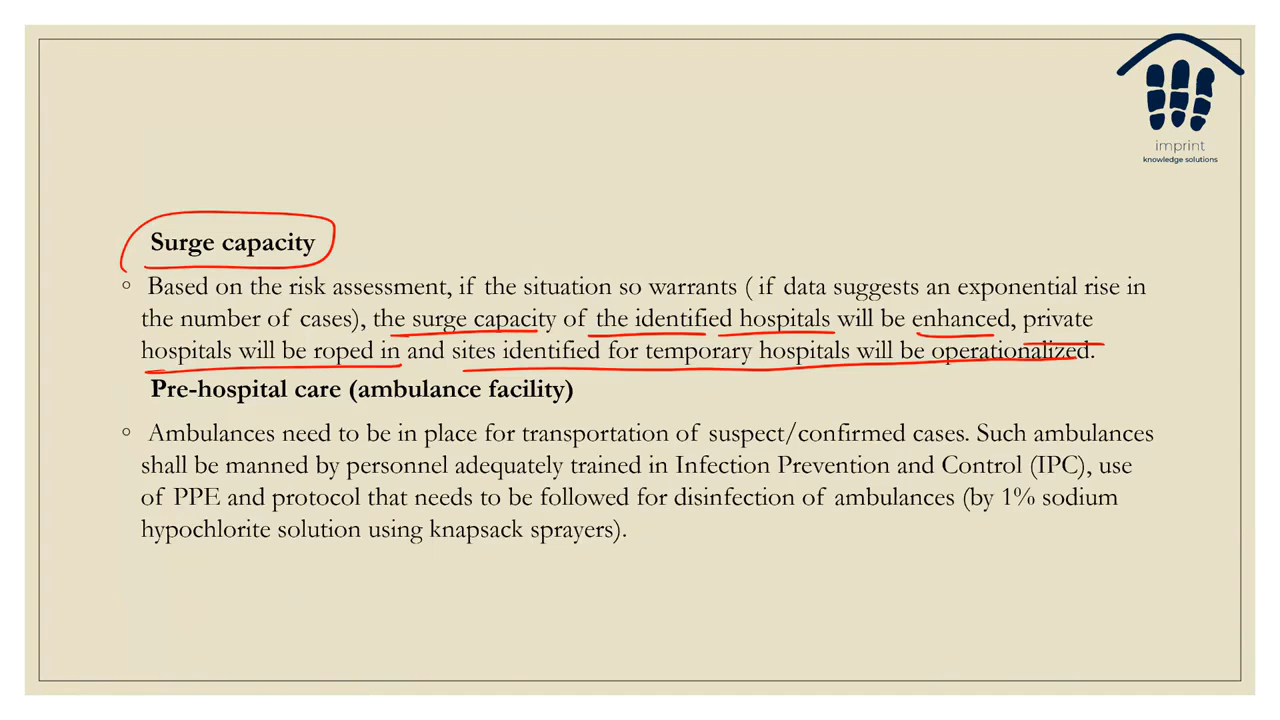 imprint
knowledge solutions
Surge capacity
Based on the risk assessment, if the situation so warrants ( if data suggests an exponential rise in
the number of cases), the surge capacity of the identified hospitals will be enhanced, private
hospitals will be roped in and sites identified for temporary hospitals will be operationalized.
Pre-hospital care (ambulance facility)
Ambulances need to be in place for transportation of suspect/confirmed cases. Such ambulances
shall be manned by personnel adequately trained in Infection Prevention and Control (IPC), use
of PPE and protocol that needs to be followed for disinfection of ambulances (by 1% sodium
hypochlorite solution using knapsack sprayers).